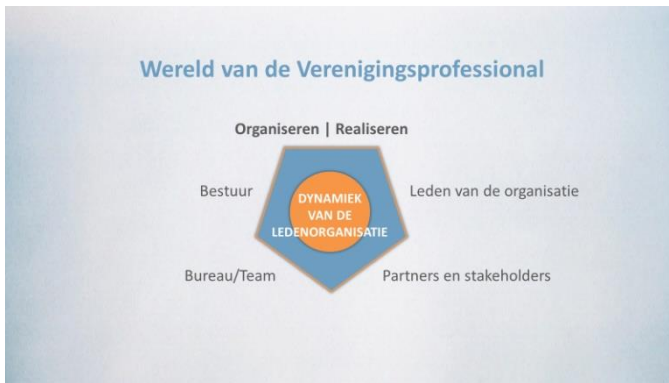 Wereld van de Verenigingsprofessional
Organiseren | Realiseren
Bestuur
Leden van de organisatie
DYNAMIEK
VAN DE
LEDENORGANISATIE
Bureau/Team
Partners en stakeholders